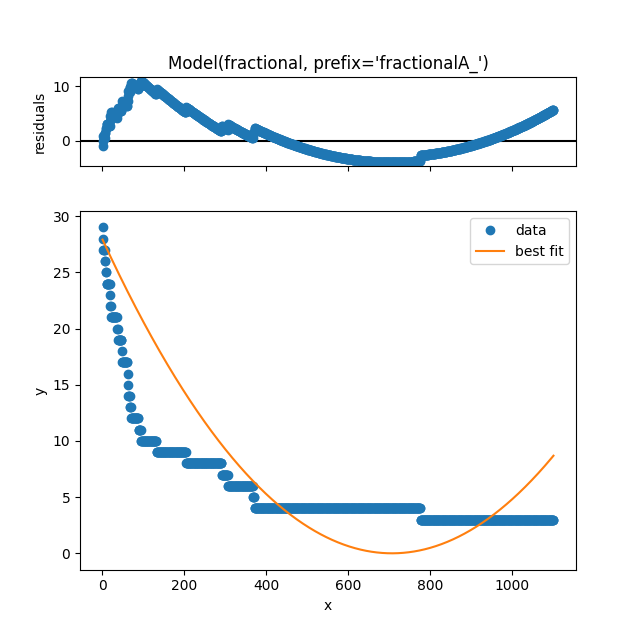 Model(fractional, prefix='fractionalA_')
10
0
residuals
30
25
20
15
10
5
0
y
data
best fit
0
200
400
600
800
1000
x